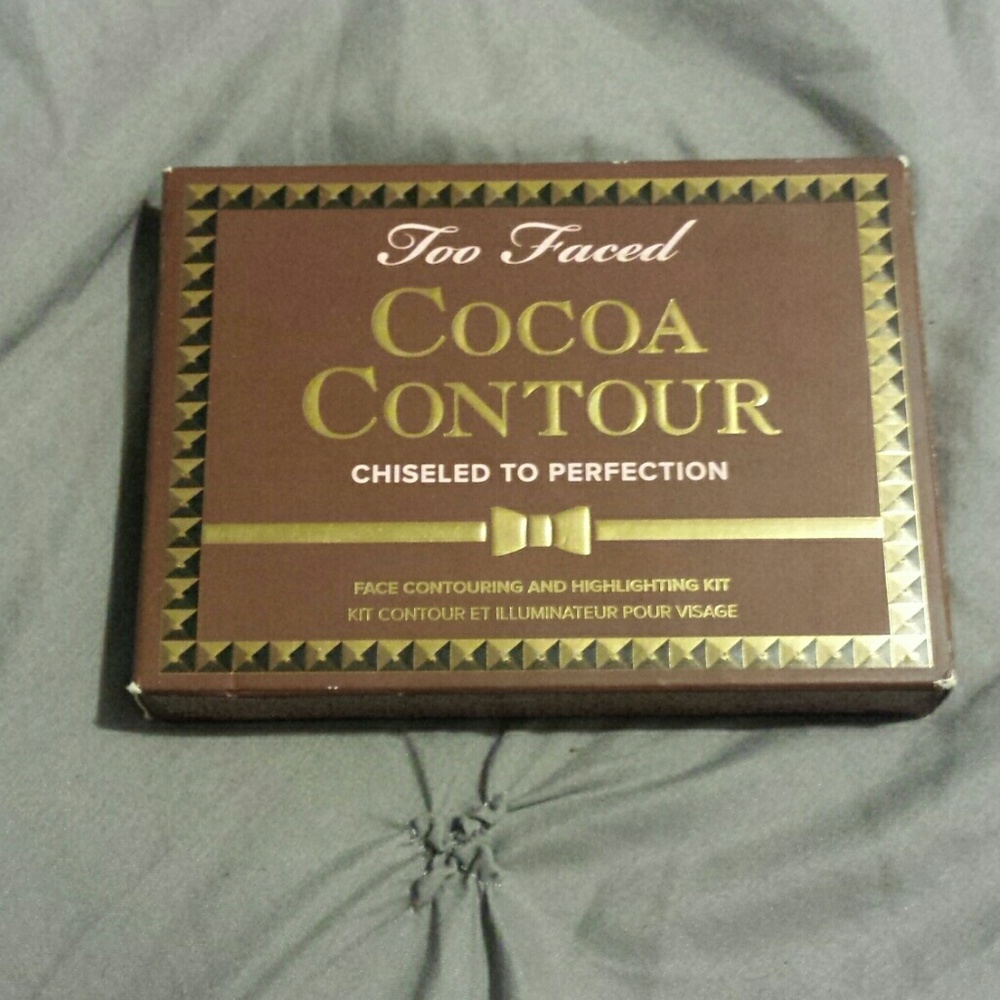 Too Faced
COCOA
CONTOUR
CHISELED TO PERFECTION
FACE CONTOURING AND HIGHLIGHTING KIT
KIT CONTOUR ET ILLUMINATEUR POUR VISAGE